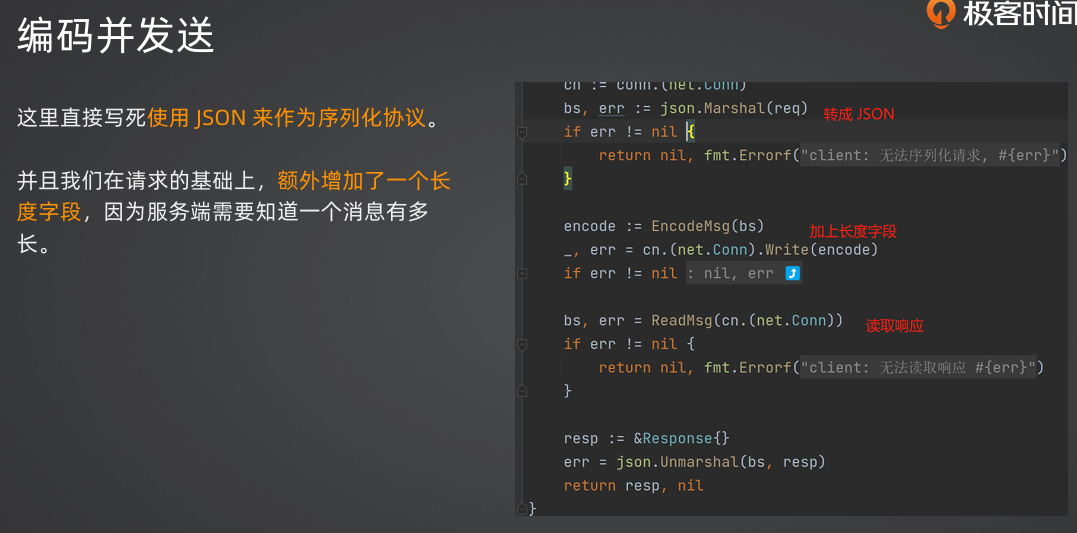 编码并发送
极客时间
这里直接写死使用 JSON 来作为序列化协议。
并且我们在请求的基础上，额外增加了一个长
度字段，因为服务端需要知道一个消息有多
长。
cn := conn.(net.Conn)
bs, err := json.Marshal(req)
转成 JSON
if err != nil {
return nil, fmt.Errorf("client: 无法序列化请求, #{err}")
}
encode := EncodeMsg(bs)
加上长度字段
_, err = cn.(net.Conn).Write(encode)
if err != nil : nil, err
bs, err = ReadMsg(cn.(net.Conn))
读取响应
if err != nil {
return nil, fmt.Errorf("client: 无法读取响应 #{err}")
}
resp := &Response{}
err = json.Unmarshal(bs, resp)
return resp, nil
}